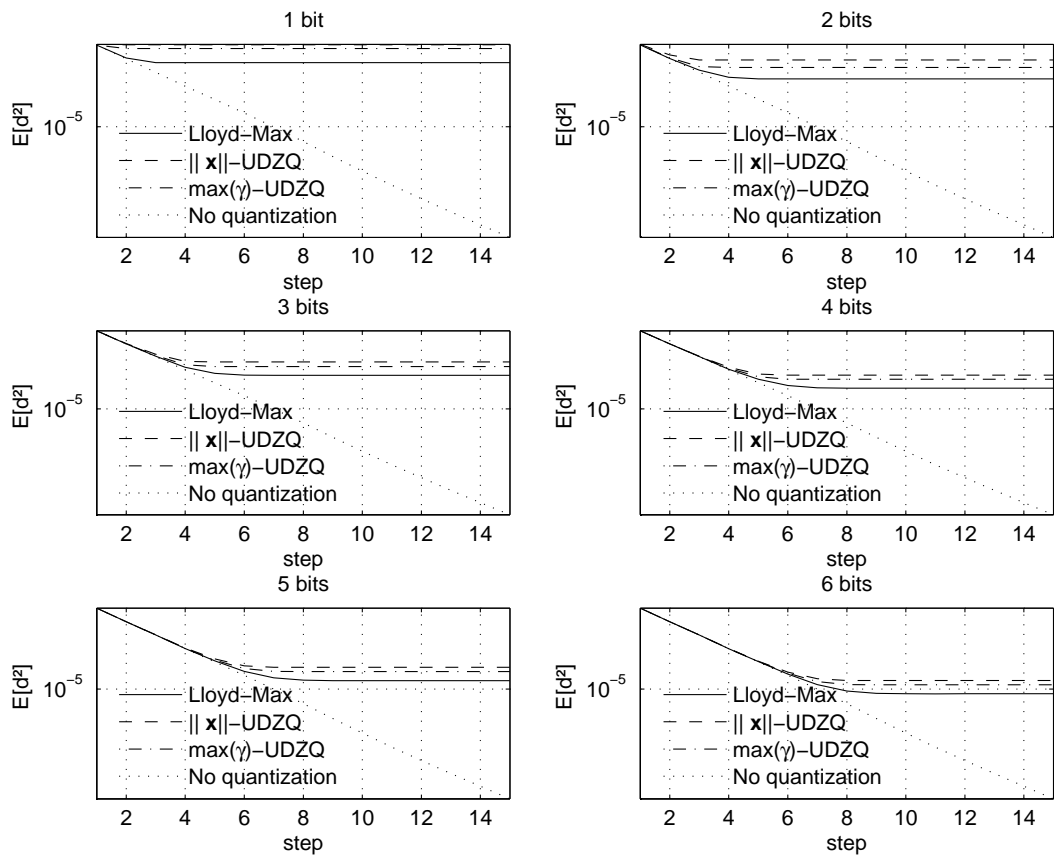 1 bit
E[d²]
10⁻⁵
Lloyd−Max
|| x||−UDZQ
max(γ)−UDZQ
No quantization
2 4 6 8 10 12 14
step
2 bits
E[d²]
10⁻⁵
Lloyd−Max
|| x||−UDZQ
max(γ)−UDZQ
No quantization
2 4 6 8 10 12 14
step
3 bits
E[d²]
10⁻⁵
Lloyd−Max
|| x||−UDZQ
max(γ)−UDZQ
No quantization
2 4 6 8 10 12 14
step
4 bits
E[d²]
10⁻⁵
Lloyd−Max
|| x||−UDZQ
max(γ)−UDZQ
No quantization
2 4 6 8 10 12 14
step
5 bits
E[d²]
10⁻⁵
Lloyd−Max
|| x||−UDZQ
max(γ)−UDZQ
No quantization
2 4 6 8 10 12 14
step
6 bits
E[d²]
10⁻⁵
Lloyd−Max
|| x||−UDZQ
max(γ)−UDZQ
No quantization
2 4 6 8 10 12 14
step